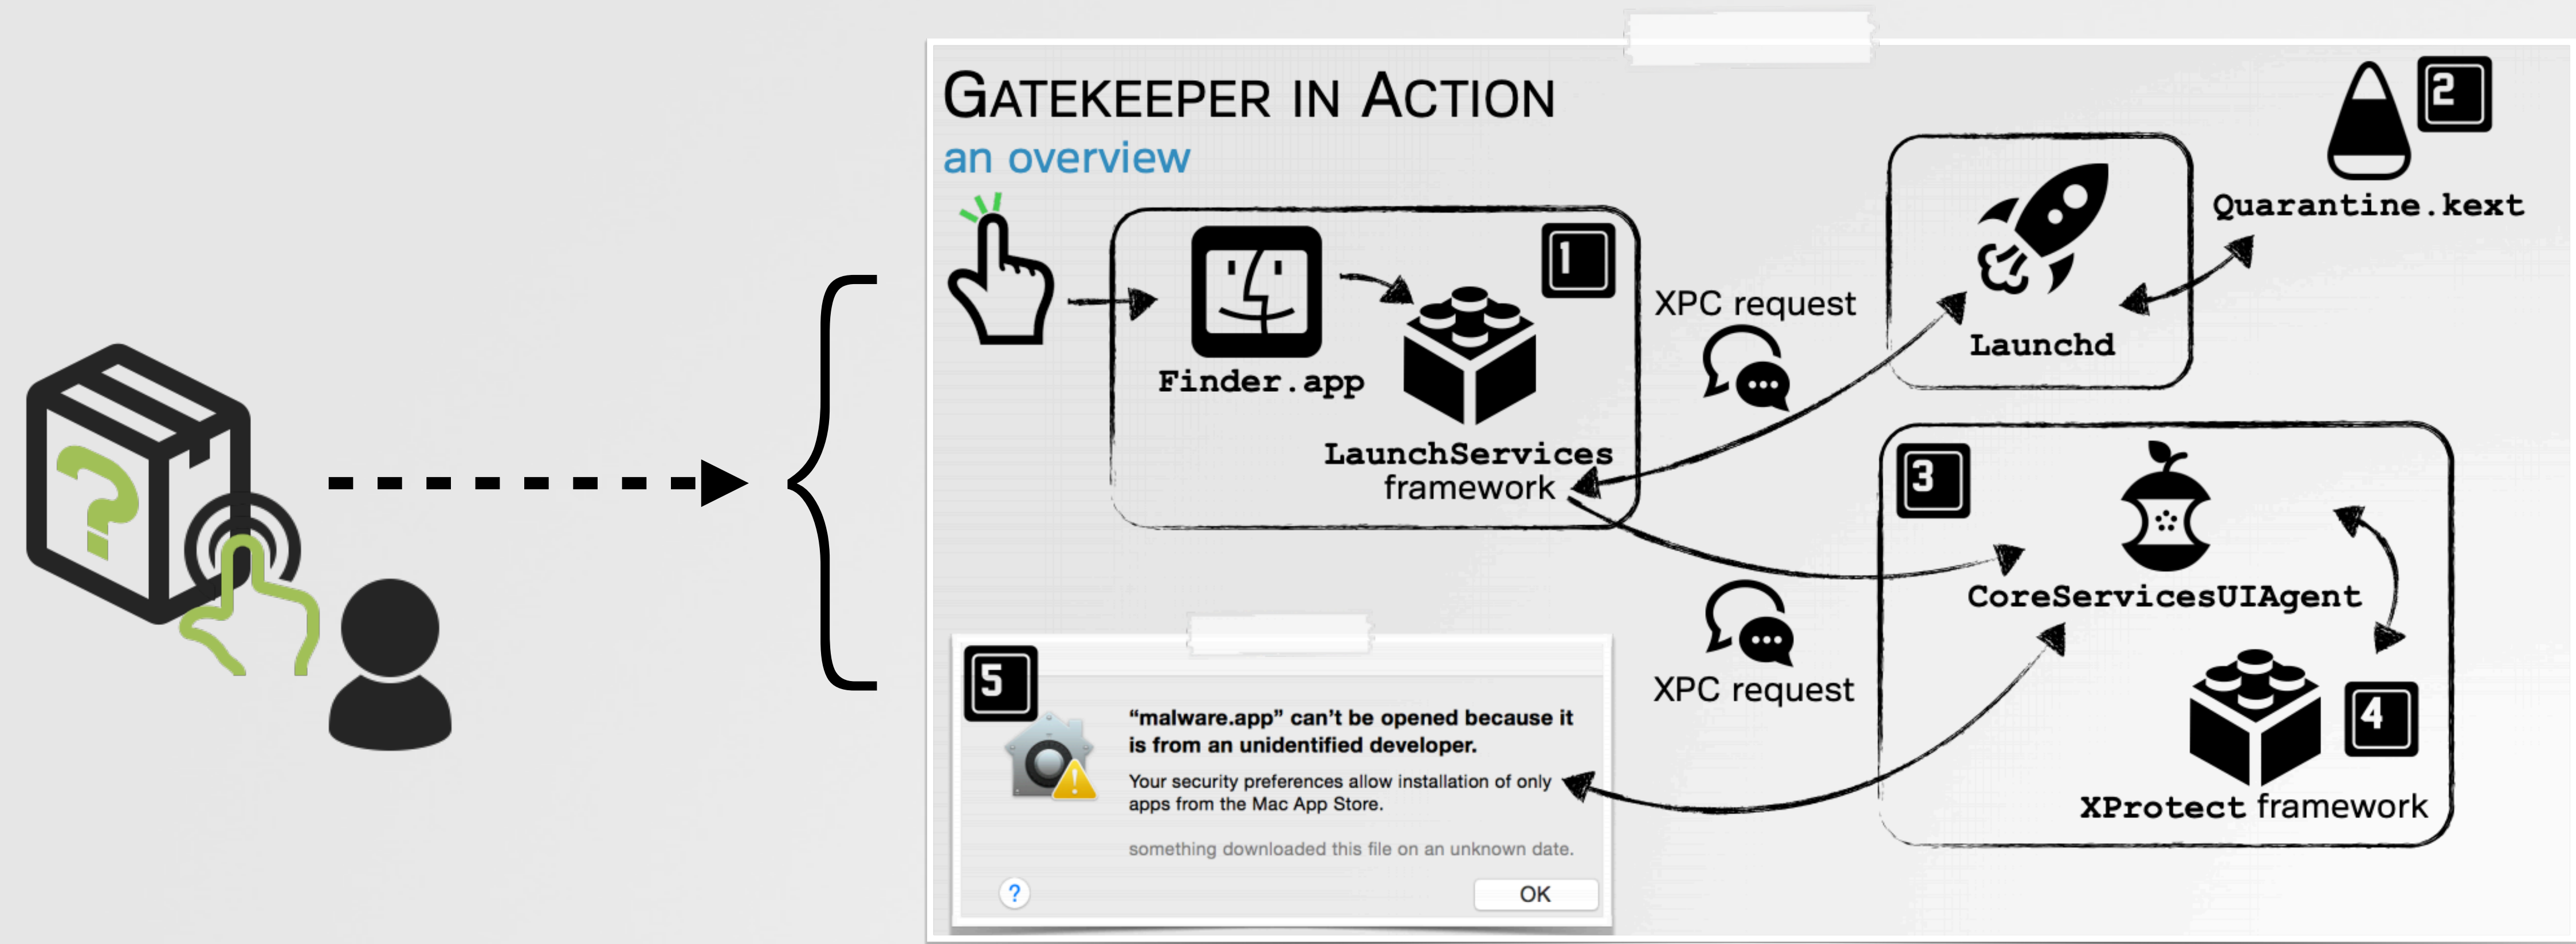 GATEKEEPER IN ACTION
an overview
2
Quarantine.kext
1
Finder.app
LaunchServices
framework
XPC request
Launchd
?
3
CoreServicesUIAgent
XPC request
4
XProtect framework
5
“malware.app” can’t be opened because it
is from an unidentified developer.
Your security preferences allow installation of only
apps from the Mac App Store.
something downloaded this file on an unknown date.
?
OK